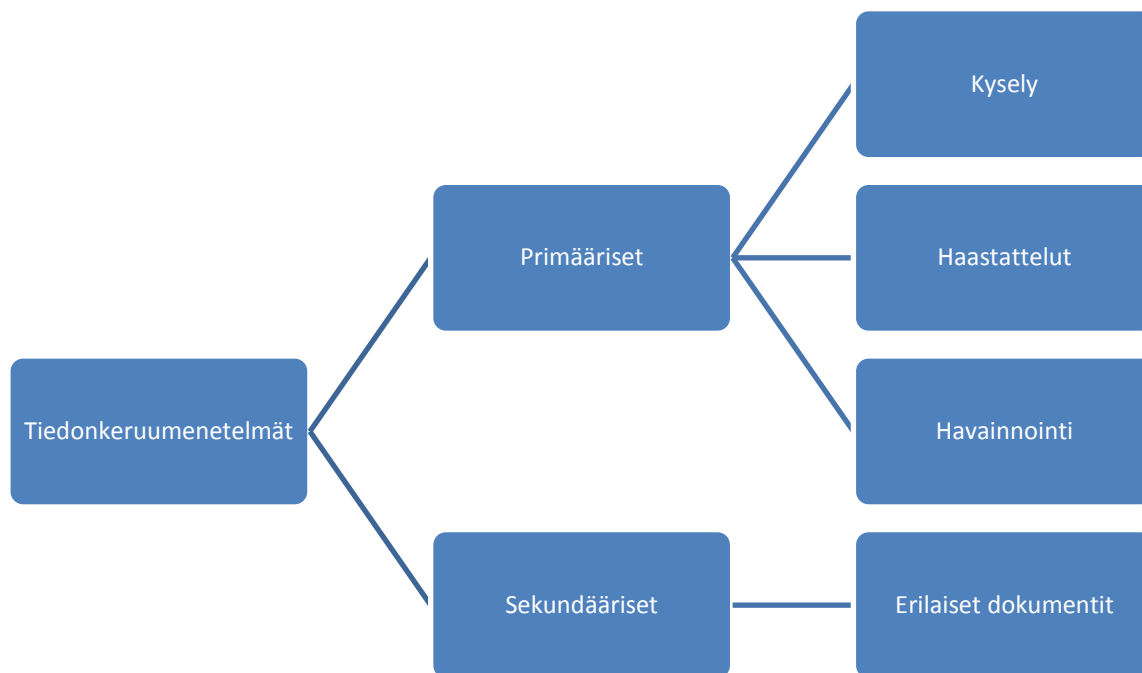 Tiedonkeruumenetelmät
Primääriset
Kysely
Haastattelut
Havainnointi
Sekundääriset
Erilaiset dokumentit